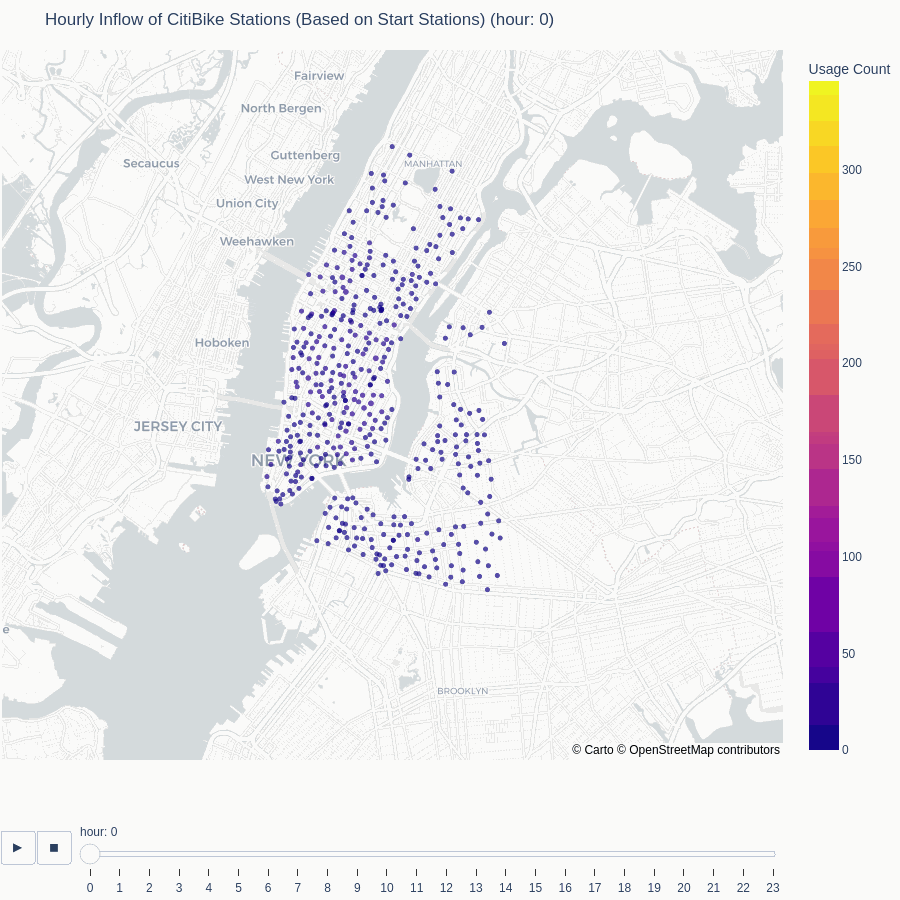 Hourly Inflow of CitiBike Stations (Based on Start Stations) (hour: 0)
Usage Count
Fairview
North Bergen
Guttenberg
MANHATTAN
Secaucus
West New York
Union City
Weehawken
Hoboken
JERSEY CITY
NEW YORK
e
BROOKLYN
300
250
200
150
100
50
0
© Carto © OpenStreetMap contributors
hour: 0
▶ ■
0 1 2 3 4 5 6 7 8 9 10 11 12 13 14 15 16 17 18 19 20 21 22 23